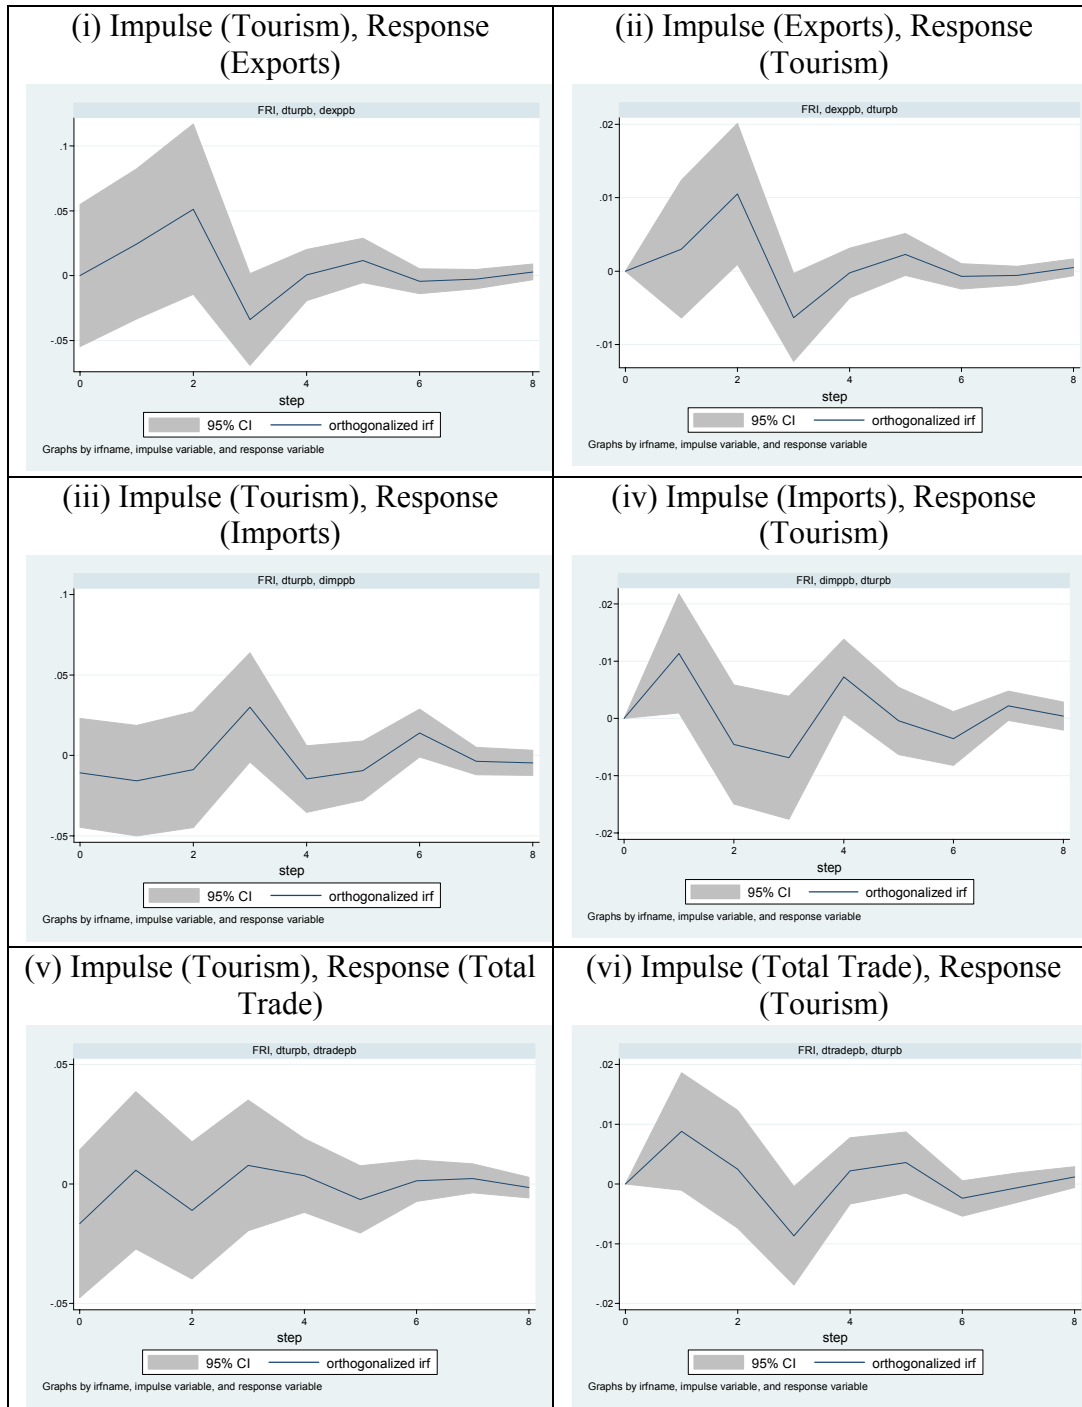 (i) Impulse (Tourism), Response
(Exports)
FRI, dturpb, dexppb
.1
.05
0
-.05
0 2 4 6 8
step
95% CI orthogonalized irf
Graphs by irfname, impulse variable, and response variable
(ii) Impulse (Exports), Response
(Tourism)
FRI, dexppb, dturpb
.02
.01
0
-.01
0 2 4 6 8
step
95% CI orthogonalized irf
Graphs by irfname, impulse variable, and response variable
(iii) Impulse (Tourism), Response
(Imports)
FRI, dturpb, dimppb
.1
.05
0
-.05
0 2 4 6 8
step
95% CI orthogonalized irf
Graphs by irfname, impulse variable, and response variable
(iv) Impulse (Imports), Response
(Tourism)
FRI, dimppb, dturpb
.02
.01
0
-.01
-.02
0 2 4 6 8
step
95% CI orthogonalized irf
Graphs by irfname, impulse variable, and response variable
(v) Impulse (Tourism), Response (Total
Trade)
FRI, dturpb, dtradepb
.05
0
-.05
0 2 4 6 8
step
95% CI orthogonalized irf
Graphs by irfname, impulse variable, and response variable
(vi) Impulse (Total Trade), Response
(Tourism)
FRI, dtradepb, dturpb
.02
.01
0
-.01
-.02
0 2 4 6 8
step
95% CI orthogonalized irf
Graphs by irfname, impulse variable, and response variable